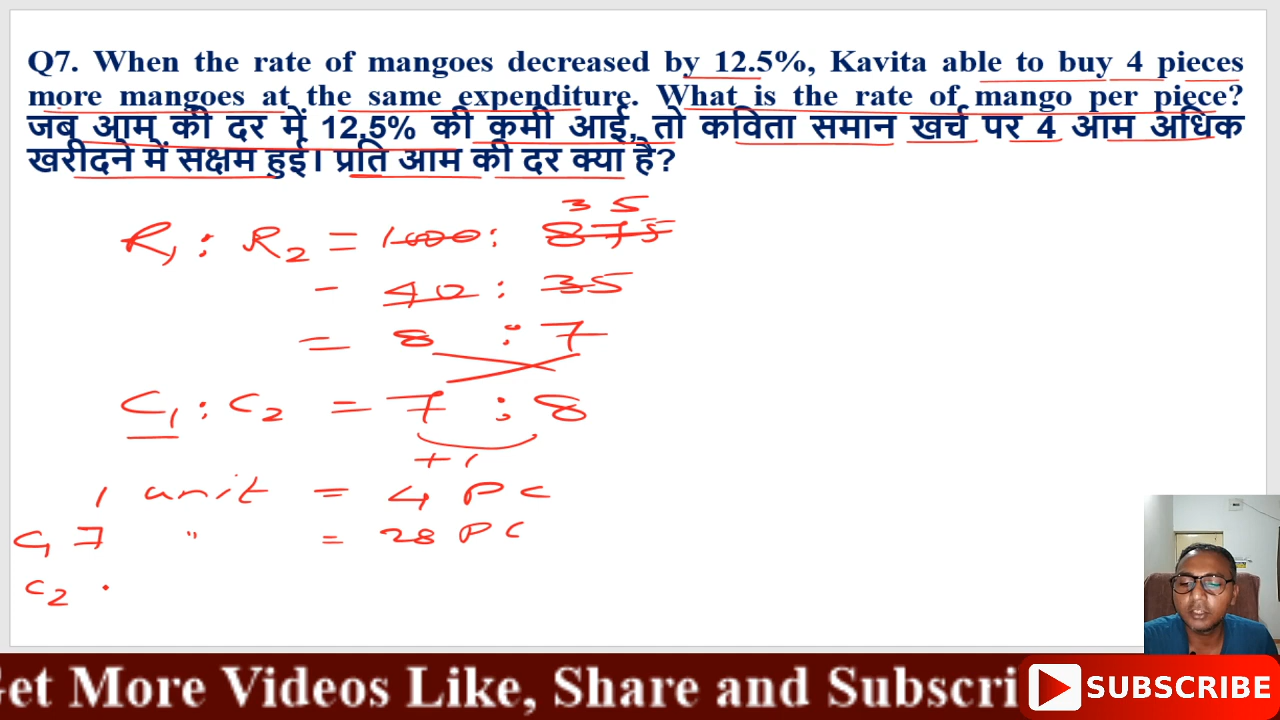 Q7. When the rate of mangoes decreased by 12.5%, Kavita able to buy 4 pieces
more mangoes at the same expenditure. What is the rate of mango per piece?
जब आम की दर में 12.5% की कमी आई, तो कविता समान खर्च पर 4 आम अधिक
खरीदने में सक्षम हुई। प्रति आम की दर क्या है?
35
R1 : R2 = 1000 : 875
= 40 : 35
= 8 : 7
C1 : C2 = 7 : 8
+1
1 unit = 4 PC
C1 7 " = 28 PC
C2
Get More Videos Like, Share and Subscri
SUBSCRIBE